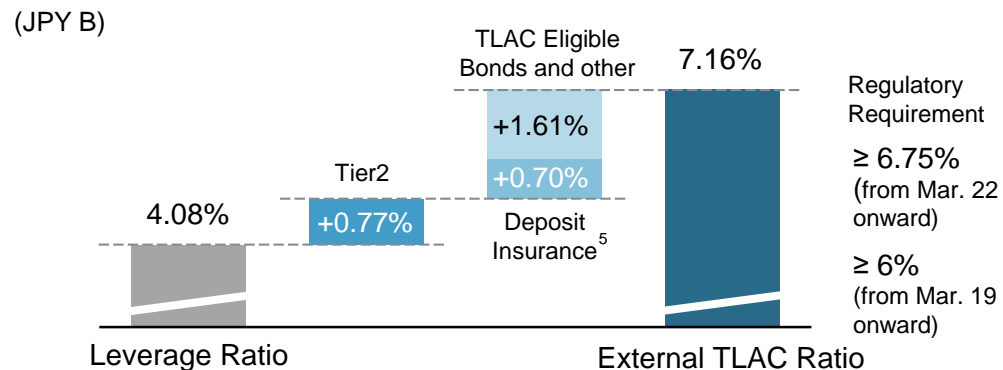 (JPY B)
TLAC Eligible
Bonds and other
7.16%
Regulatory
Requirement
+1.61%
≥ 6.75%
(from Mar. 22
onward)
Tier2
+0.70%
4.08%
+0.77%
Deposit
Insurance5
≥ 6%
(from Mar. 19
onward)
Leverage Ratio
External TLAC Ratio